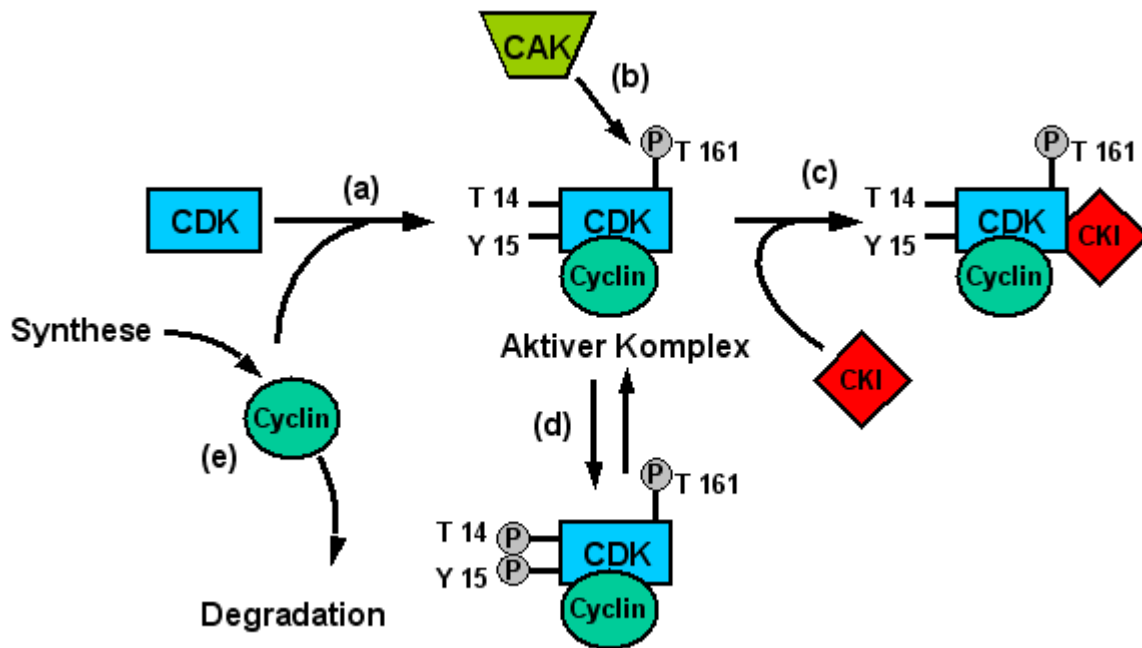 CAK
(b)
P
T 161
P
T 161
(a)
(c)
T 14
T 14
CDK
CDK
CDK
Y 15
Y 15
CKI
Cyclin
Cyclin
Synthese
Aktiver Komplex
CKI
Cyclin
(d)
(e)
P
T 161
T 14
P
CDK
Y 15
P
Cyclin
Degradation